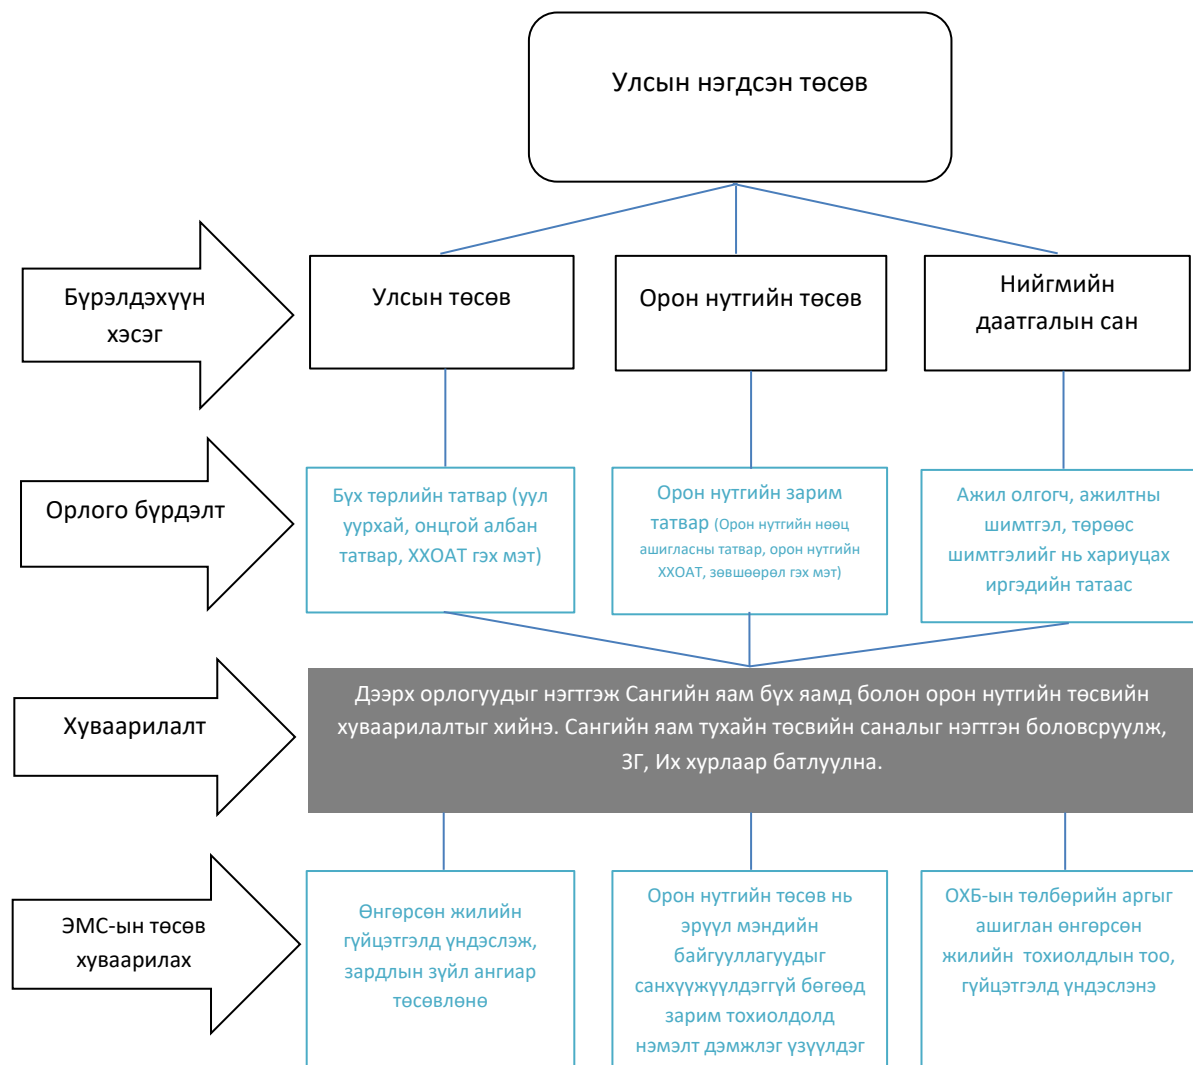 Улсын нэгдсэн төсөв
Бүрэлдэхүүн
хэсэг
Улсын төсөв
Орон нутгийн төсөв
Нийгмийн
даатгалын сан
Орлого бүрдэлт
Бүх төрлийн татвар (уул
уурхай, онцгой албан
татвар, ХХОАТ гэх мэт)
Орон нутгийн зарим
татвар (Орон нутгийн нөөц
ашигласны татвар, орон нутгийн
ХХОАТ, зөвшөөрөл гэх мэт)
Ажил олгогч, ажилтны
шимтгэл, төрөөс
шимтгэлийг нь хариуцах
иргэдийн татаас
Хуваарилалт
Дээрх орлогуудыг нэгтгэж Сангийн яам бүх яамд болон орон нутгийн төсвийн
хуваарилалтыг хийнэ. Сангийн яам тухайн төсвийн саналыг нэгтгэн боловсруулж,
ЗГ, Их хурлаар батлуулна.
ЭМС-ын төсөв
хуваарилах
Өнгөрсөн жилийн
гүйцэтгэлд үндэслэж,
зардлын зүйл ангиар
төсөвлөнө
Орон нутгийн төсөв нь
эрүүл мэндийн
байгууллагуудыг
санхүүжүүлдэггүй бөгөөд
зарим тохиолдолд
нэмэлт дэмжлэг үзүүлдэг
ОХБ-ын төлбөрийн аргыг
ашиглан өнгөрсөн
жилийн тохиолдлын тоо,
гүйцэтгэлд үндэслэнэ